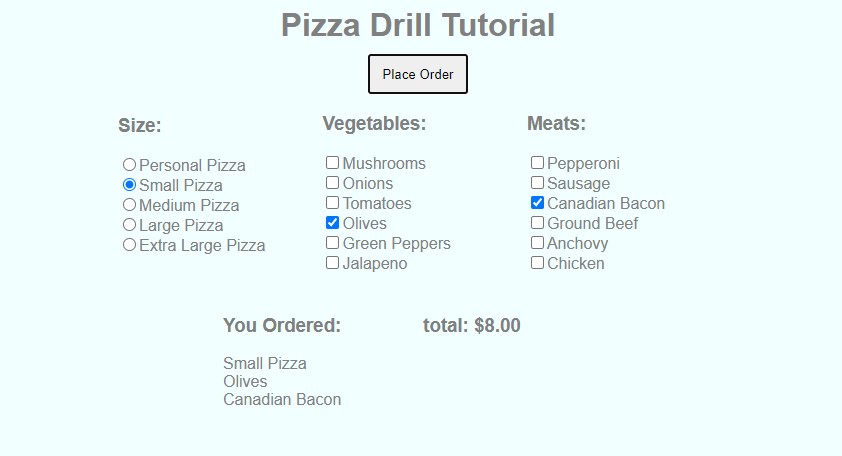 Pizza Drill Tutorial
Place Order
Size:
Personal Pizza
Small Pizza
Medium Pizza
Large Pizza
Extra Large Pizza
Vegetables:
Mushrooms
Onions
Tomatoes
Olives
Green Peppers
Jalapeno
Meats:
Pepperoni
Sausage
Canadian Bacon
Ground Beef
Anchovy
Chicken
You Ordered:
Small Pizza
Olives
Canadian Bacon
total: $8.00